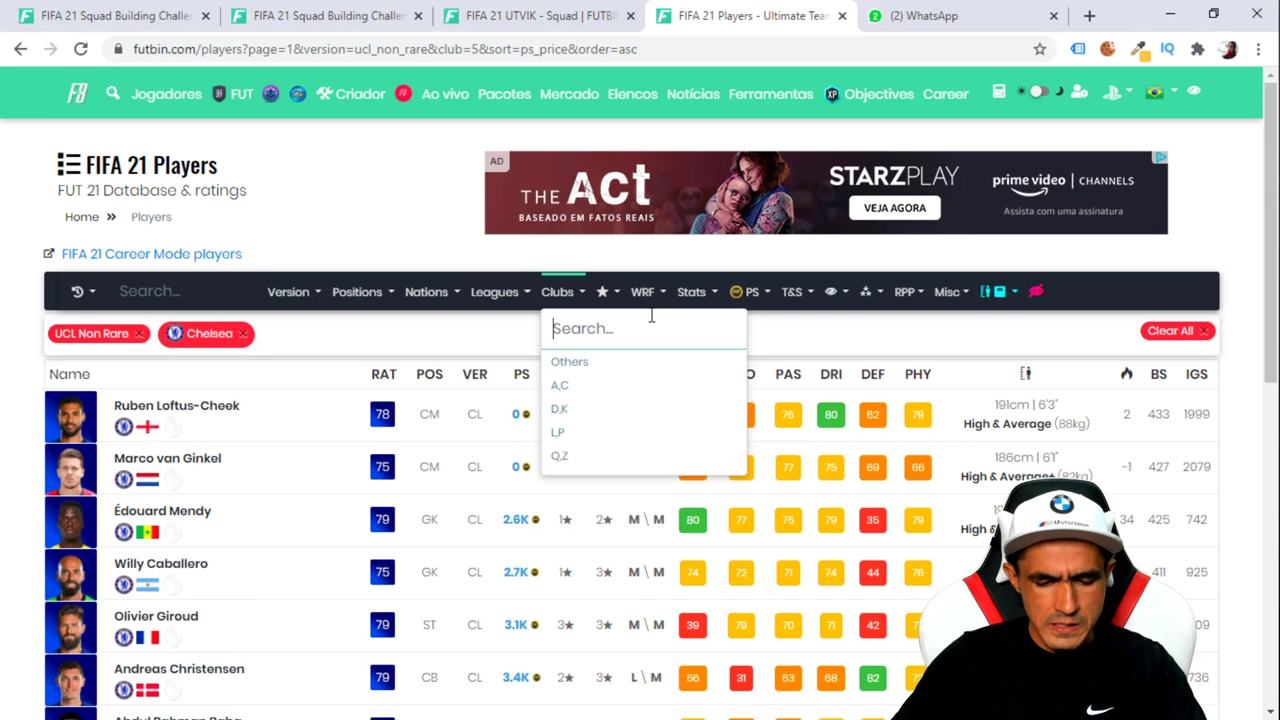 FIFA 21 Squad Building Challe
FIFA 21 Squad Building Challer
FIFA 21 UTVIK - Squad | FUTBI
FIFA 21 Players - Ultimate Tea
(2) WhatsApp
futbin.com/players?page=1&version=ucl_non_rare&club=5&sort=ps_price&order=asc
IQ
F8 Jogadores FUT Criador Ao vivo Pacotes Mercado Elencos Notícias Ferramentas XP Objectives Career
FIFA 21 Players
FUT 21 Database & ratings
Home » Players
AD
THE ACT
BASEADO EM FATOS REAIS
STARZPLAY
VEJA AGORA
prime video | CHANNELS
Assista com uma assinatura
FIFA 21 Career Mode players
Search... Version Positions Nations Leagues Clubs WRF Stats PS T&S RPP Misc
UCL Non Rare Chelsea Clear All
Search...
Others
A,C
D,K
L,P
Q,Z
Name RAT POS VER PS PAS DRI DEF PHY BS IGS
Ruben Loftus-Cheek 78 CM CL 0 76 80 62 79 191cm | 6'3" High & Average (88kg) 2 433 1999
Marco van Ginkel 75 CM CL 0 77 75 69 66 186cm | 6'1" -1 427 2079
Édouard Mendy 79 GK CL 2.6K 1★ 2★ M \ M 80 77 75 79 35 79 34 425 742
Willy Caballero 75 GK CL 2.7K 1★ 3★ M \ M 74 72 71 74 44 76 411 925
Olivier Giroud 79 ST CL 3.1K 3★ 3★ M \ M 39 79 70 71 42
Andreas Christensen 79 CB CL 3.4K 2★ 3★ L \ M 66 31 63 68 82 736
BMW
M Motorsport